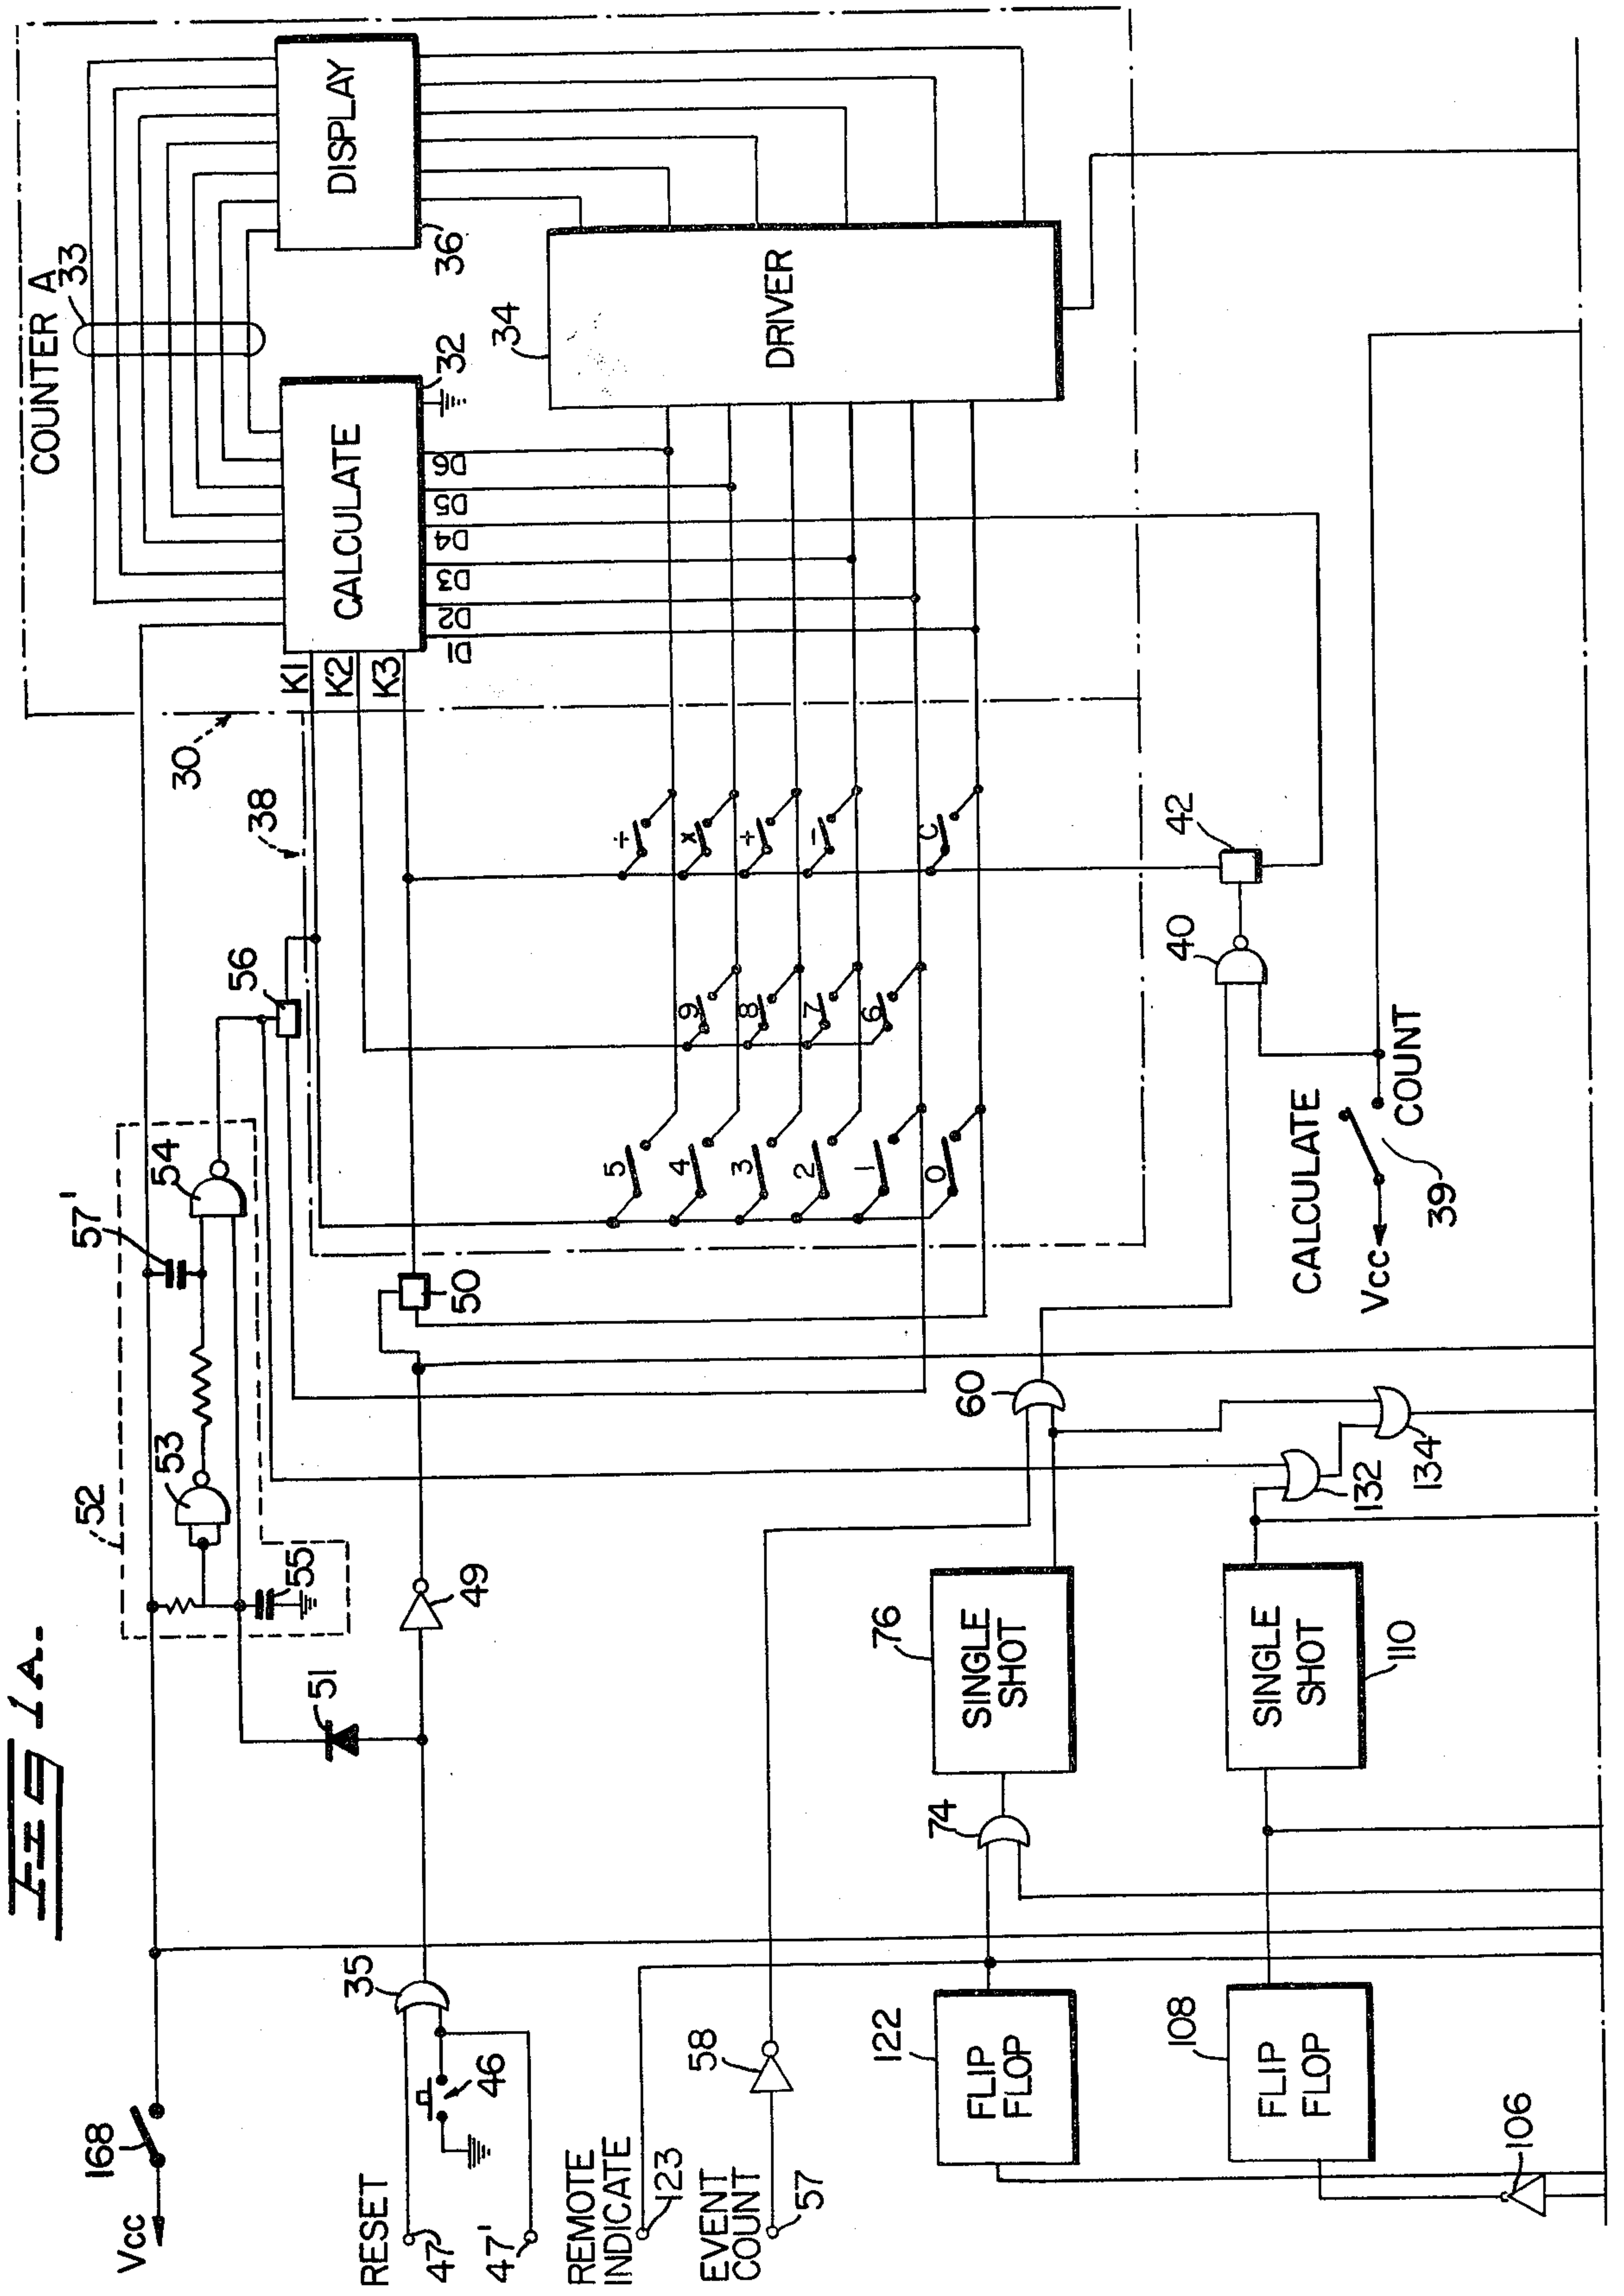 FIG 1A.
COUNTER A
33
DISPLAY
36
CALCULATE
32
34
DRIVER
D6
D5
D4
D3
D2
D1
K1
K2
K3
30
38
÷
x
+
−
C
9
8
7
6
5
4
3
2
1
0
42
40
56
52
57'
54
53
55
50
49
51
CALCULATE
COUNT
Vcc
39
60
132
134
76
SINGLE
SHOT
SINGLE
SHOT
110
74
35
168
Vcc
RESET
47
47'
46
REMOTE
INDICATE
123
EVENT
COUNT
57
58
122
FLIP
FLOP
108
FLIP
FLOP
106